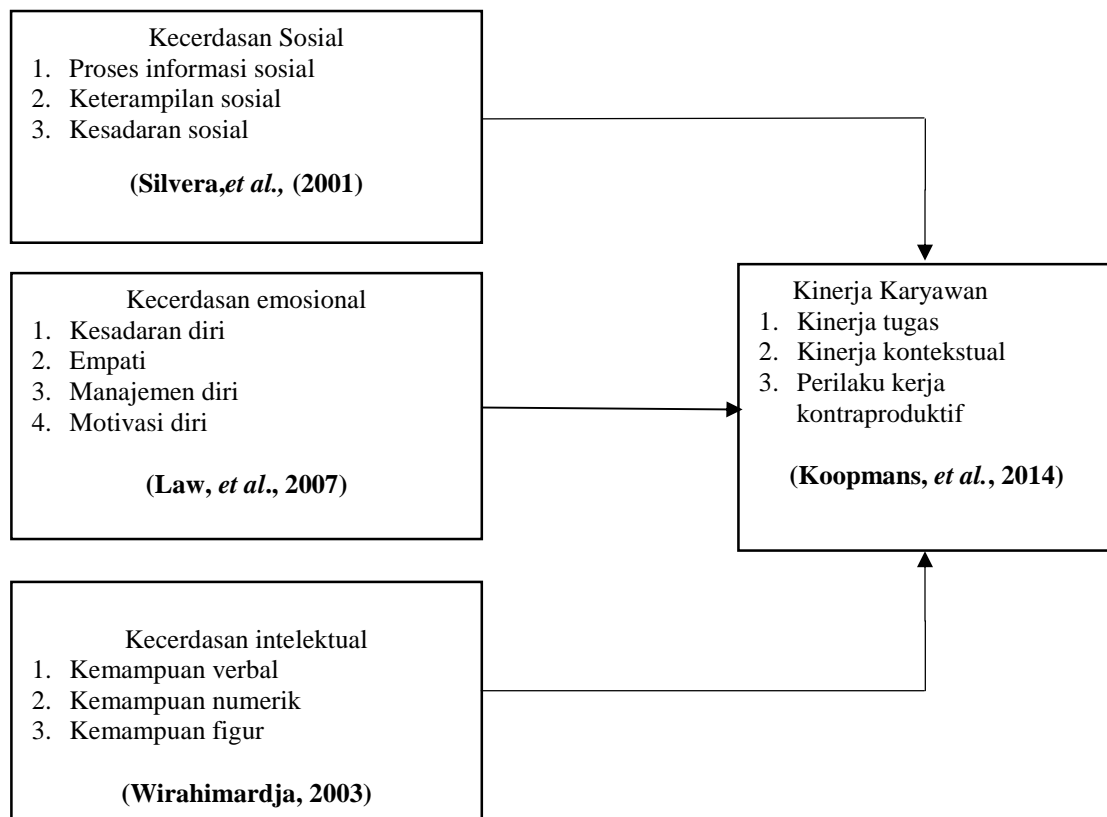 Kecerdasan Sosial
1. Proses informasi sosial
2. Keterampilan sosial
3. Kesadaran sosial
(Silvera,et al., (2001)
Kecerdasan emosional
1. Kesadaran diri
2. Empati
3. Manajemen diri
4. Motivasi diri
(Law, et al., 2007)
Kecerdasan intelektual
1. Kemampuan verbal
2. Kemampuan numerik
3. Kemampuan figur
(Wirahimardja, 2003)
Kinerja Karyawan
1. Kinerja tugas
2. Kinerja kontekstual
3. Perilaku kerja
kontraproduktif
(Koopmans, et al., 2014)